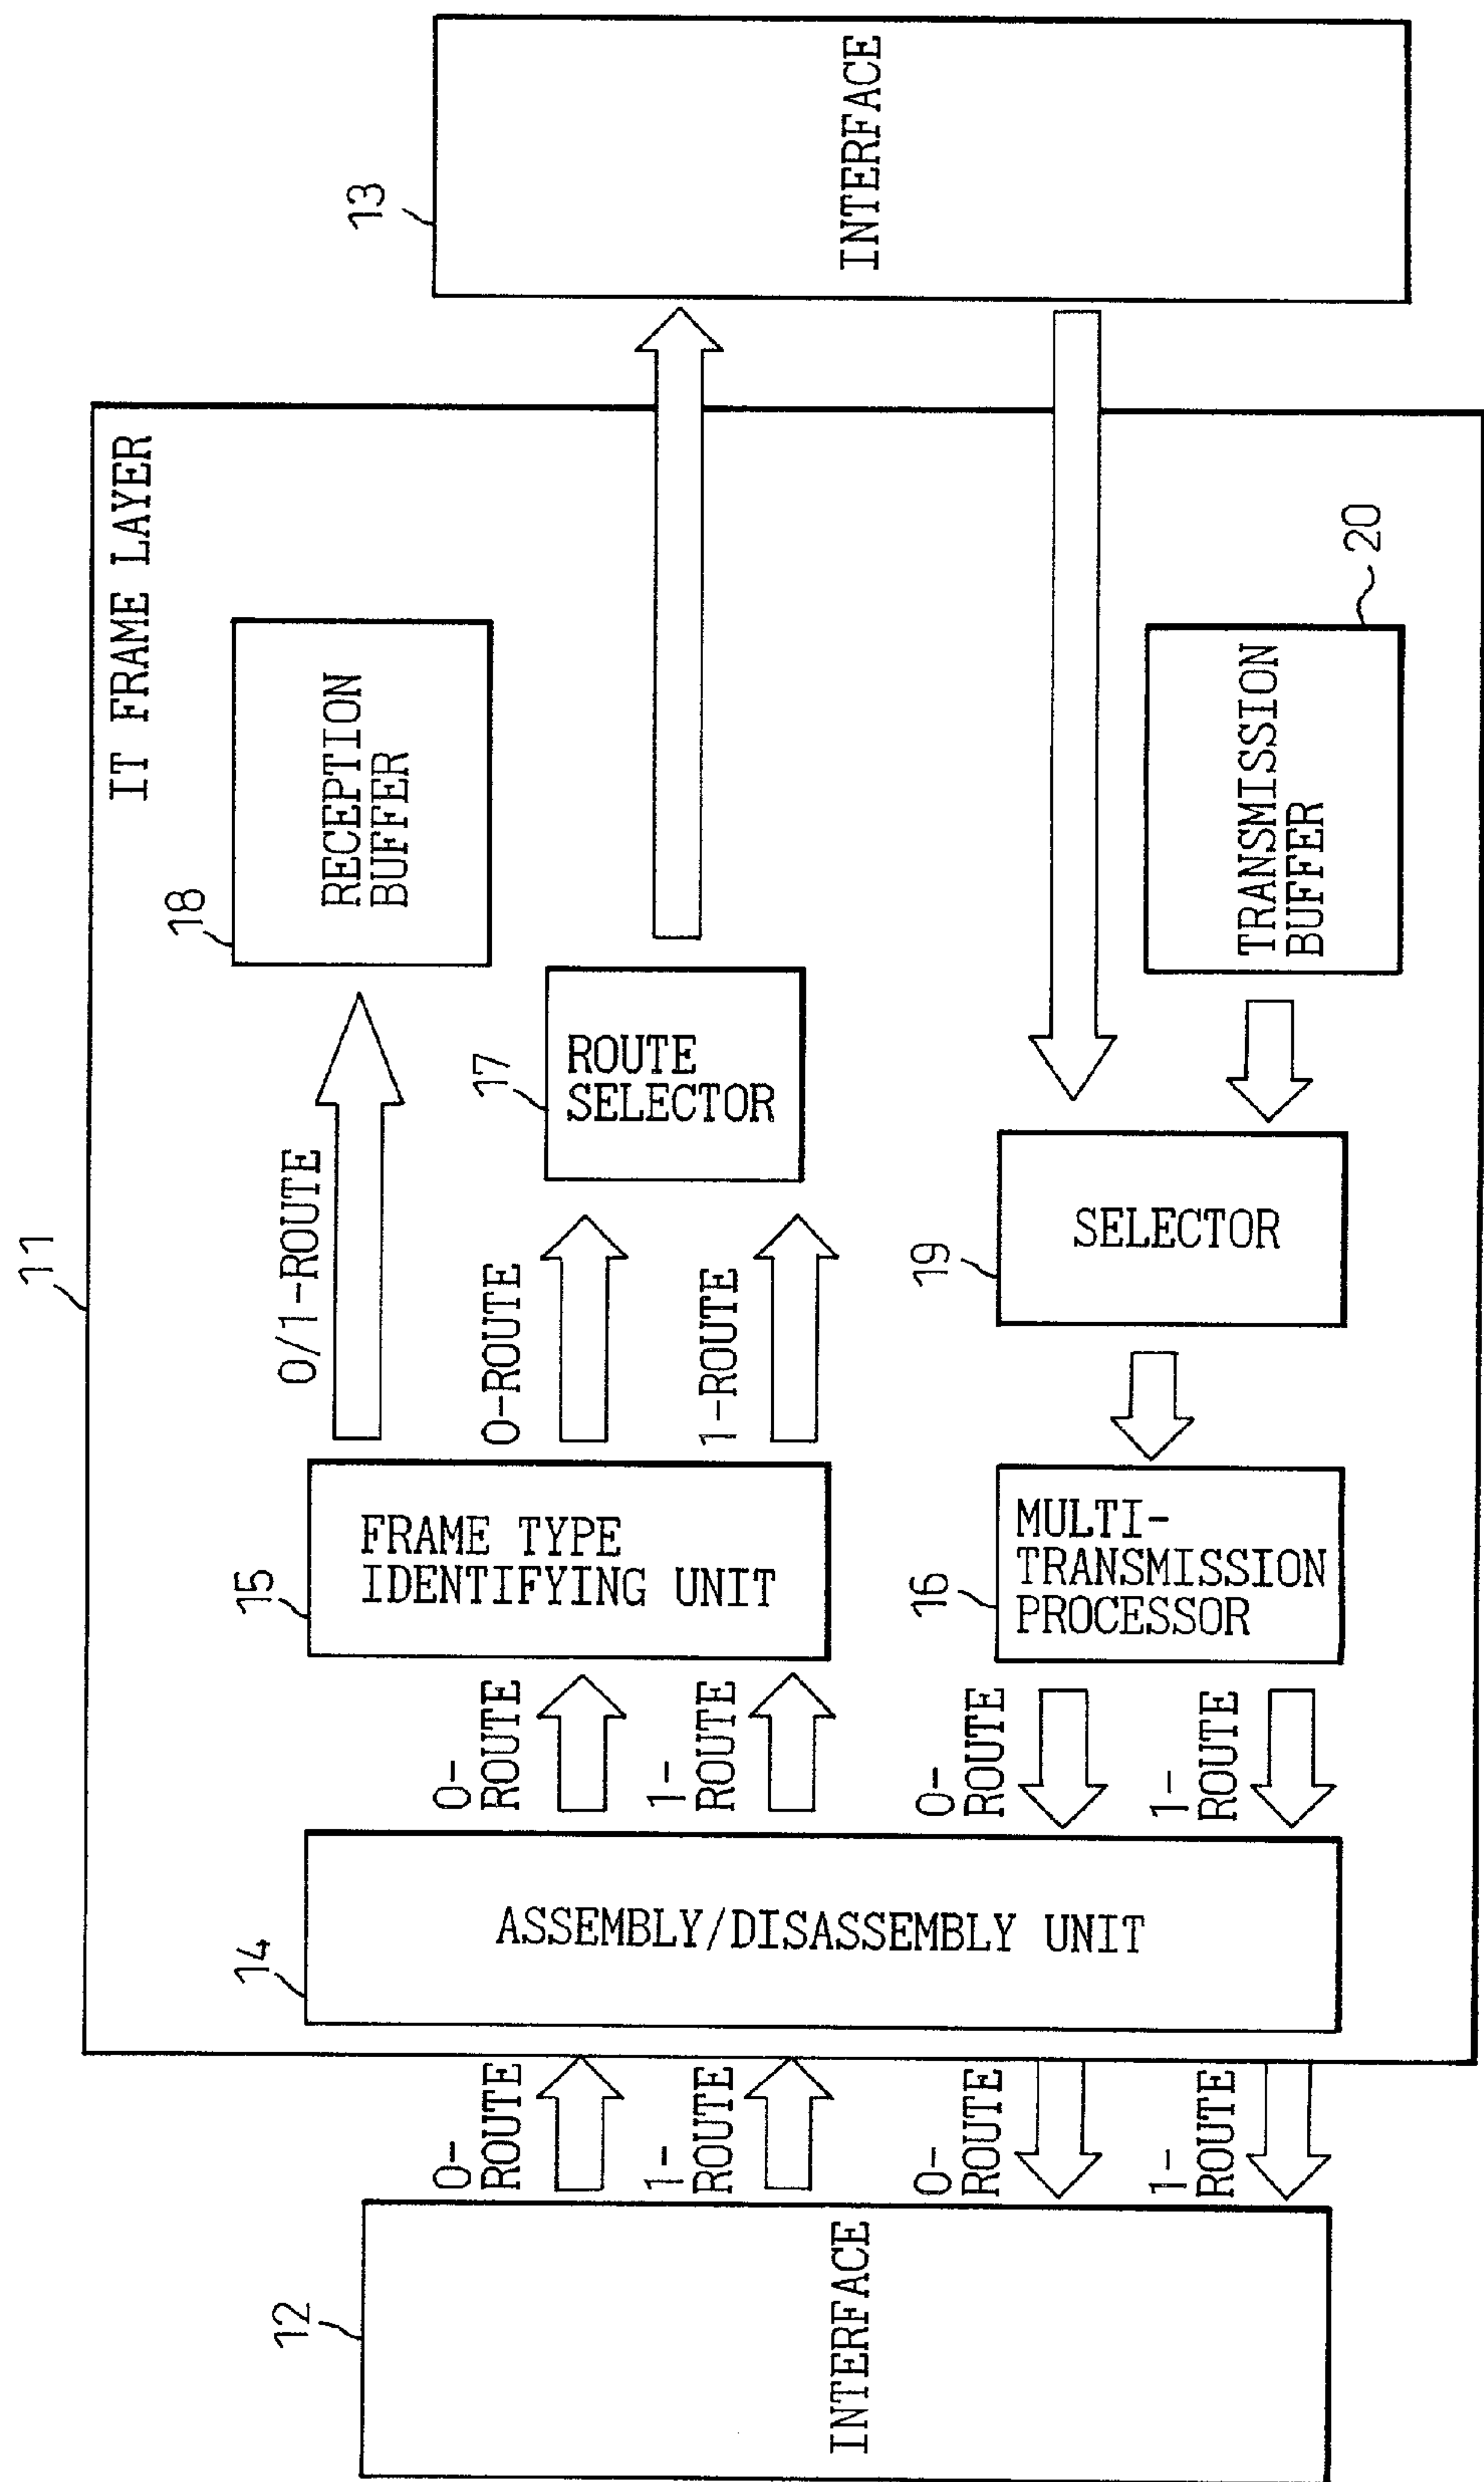 11
IT FRAME LAYER
12
INTERFACE
0-
ROUTE
1-
ROUTE
0-
ROUTE
1-
ROUTE
14
ASSEMBLY/DISASSEMBLY UNIT
0-
ROUTE
1-
ROUTE
0-
ROUTE
1-
ROUTE
15
FRAME TYPE
IDENTIFYING UNIT
16
MULTI-
TRANSMISSION
PROCESSOR
0/1-ROUTE
0-ROUTE
1-ROUTE
17
ROUTE
SELECTOR
18
RECEPTION
BUFFER
19
SELECTOR
TRANSMISSION
BUFFER
20
13
INTERFACE